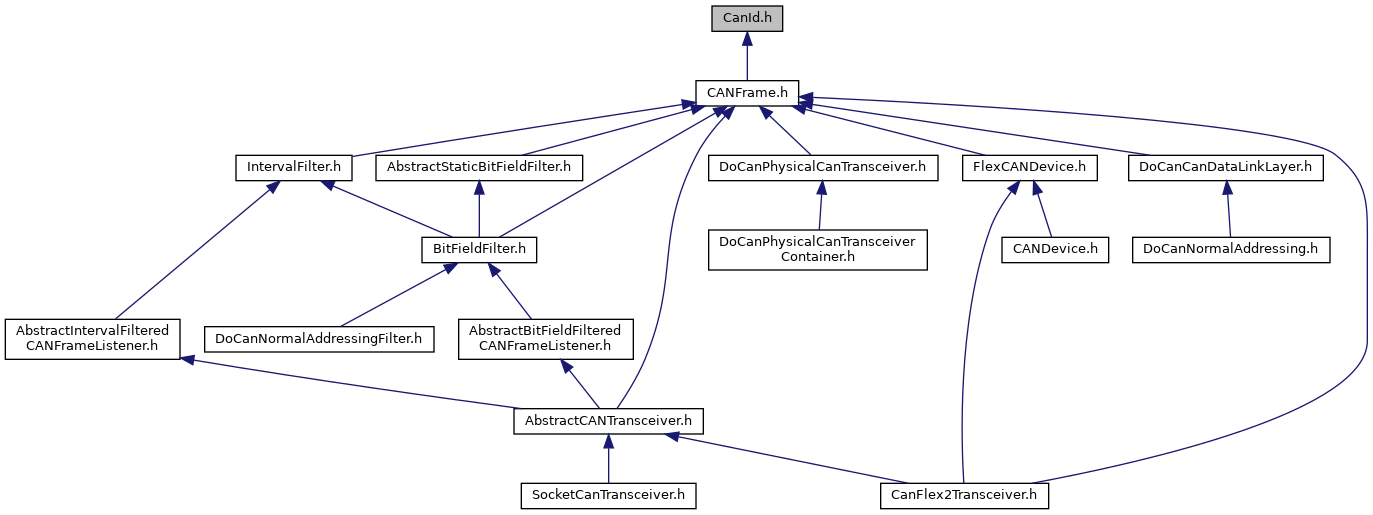 CanId.h
CANFrame.h
IntervalFilter.h
AbstractStaticBitFieldFilter.h
DoCanPhysicalCanTransceiver.h
FlexCANDevice.h
DoCanCanDataLinkLayer.h
BitFieldFilter.h
DoCanPhysicalCanTransceiver
Container.h
CANDevice.h
DoCanNormalAddressing.h
AbstractIntervalFiltered
CANFrameListener.h
DoCanNormalAddressingFilter.h
AbstractBitFieldFiltered
CANFrameListener.h
AbstractCANTransceiver.h
SocketCanTransceiver.h
CanFlex2Transceiver.h